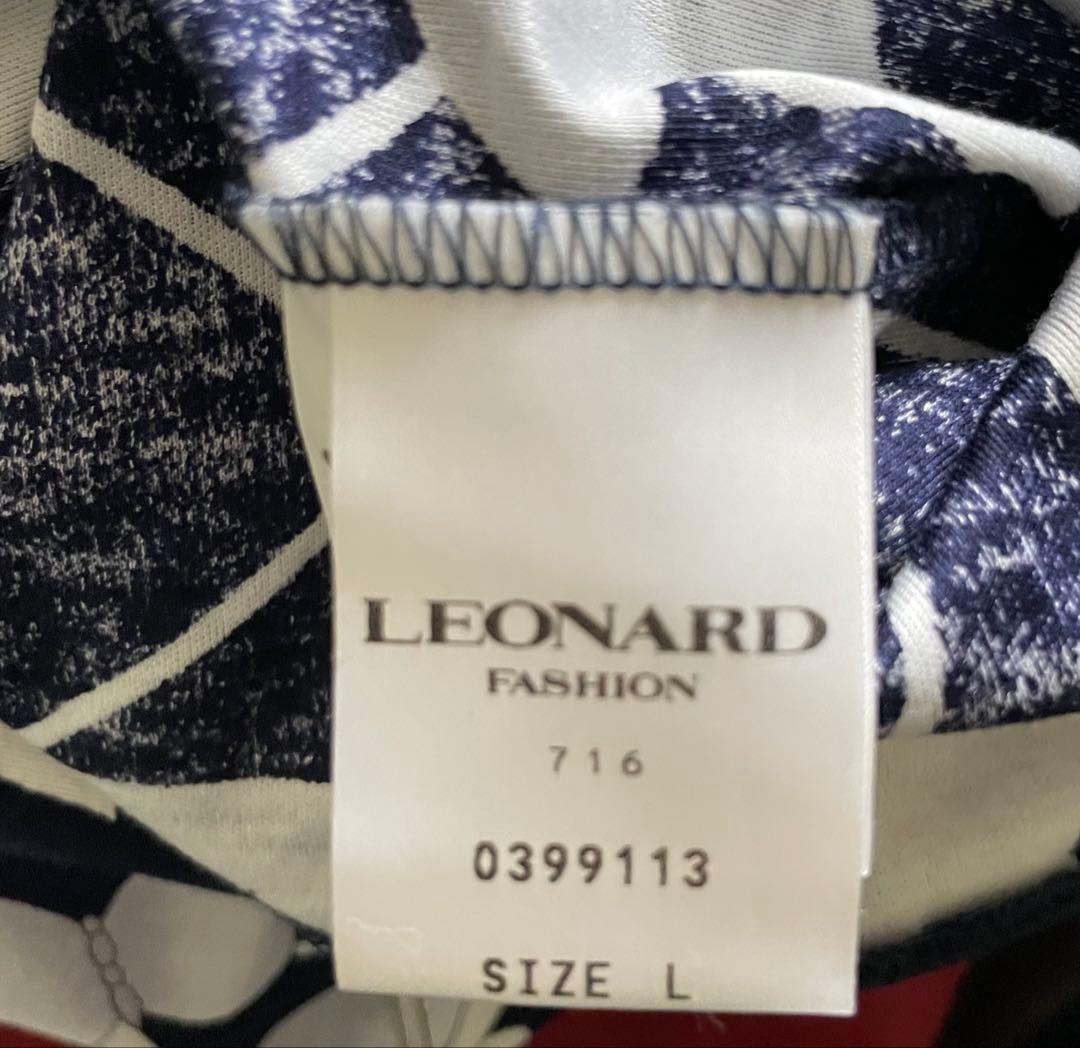 LEONARD
FASHION
716
0399113
SIZE L